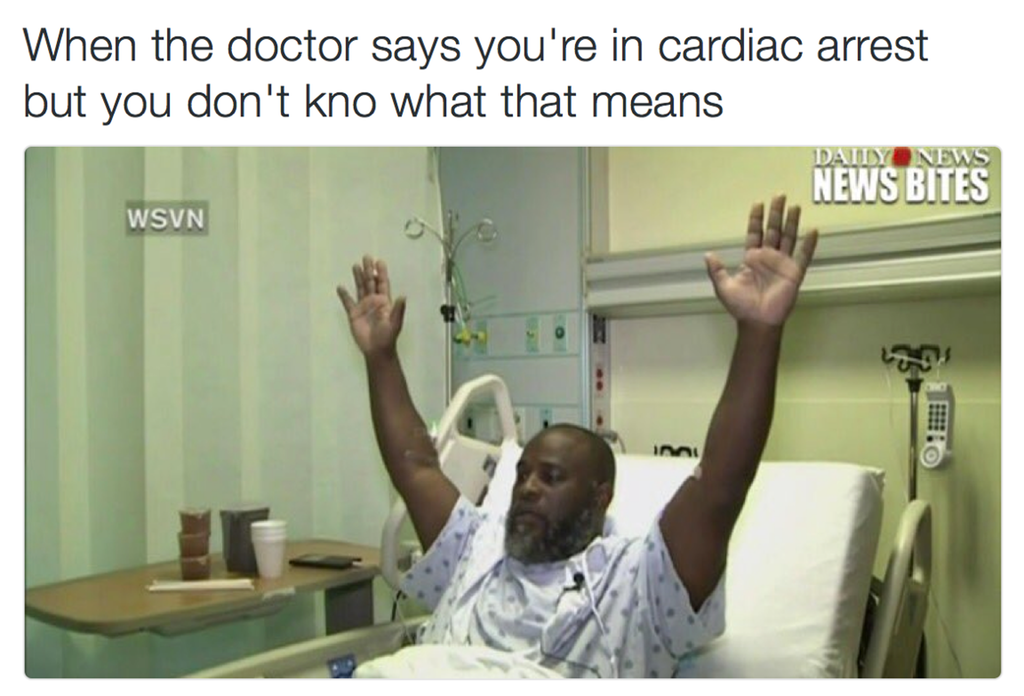 When the doctor says you're in cardiac arrest
but you don't kno what that means
DAILY NEWS
NEWS BITES
WSVN